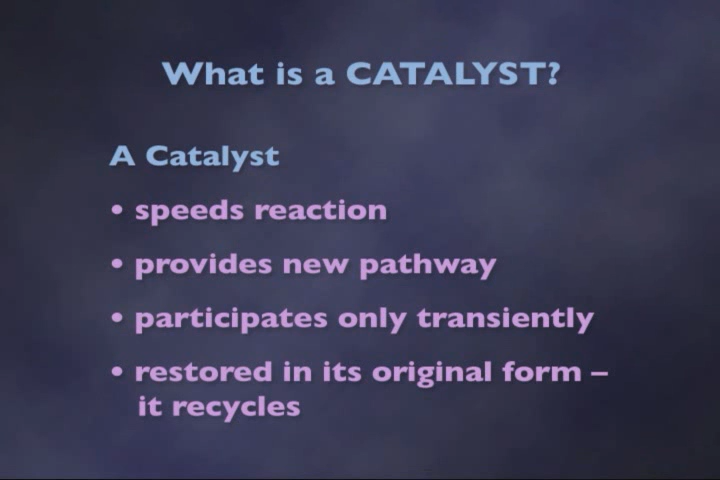 What is a CATALYST?
A Catalyst
• speeds reaction
• provides new pathway
• participates only transiently
• restored in its original form –
it recycles